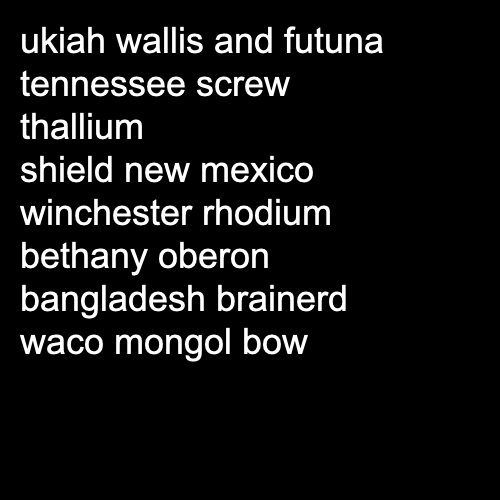 ukiah wallis and futuna
tennessee screw
thallium
shield new mexico
winchester rhodium
bethany oberon
bangladesh brainerd
waco mongol bow